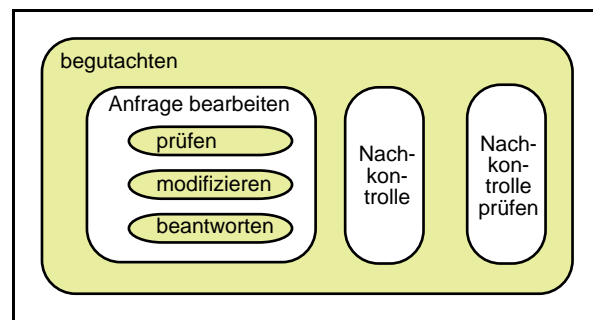 begutachten
Anfrage bearbeiten
prüfen
modifizieren
beantworten
Nach-
kon-
trolle
Nach-
kon-
trolle
prüfen